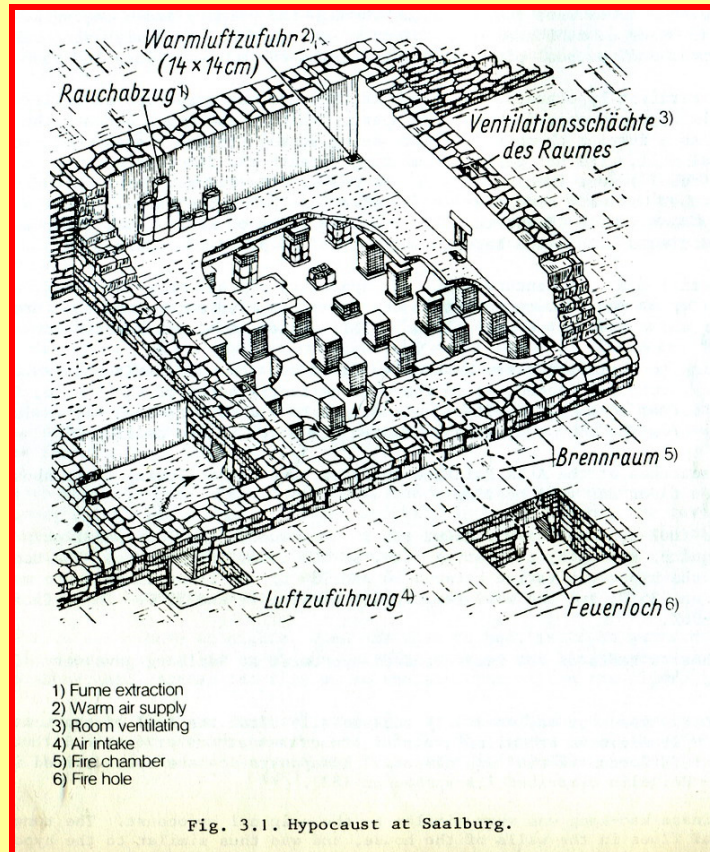 Warmluftzufuhr 2)
(14 x 14 cm)
Rauchabzug 1)
Ventilationsschächte 3)
des Raumes
Brennraum 5)
Luftzuführung 4)
Feuerloch 6)
1) Fume extraction
2) Warm air supply
3) Room ventilating
4) Air intake
5) Fire chamber
6) Fire hole
Fig. 3.1. Hypocaust at Saalburg.